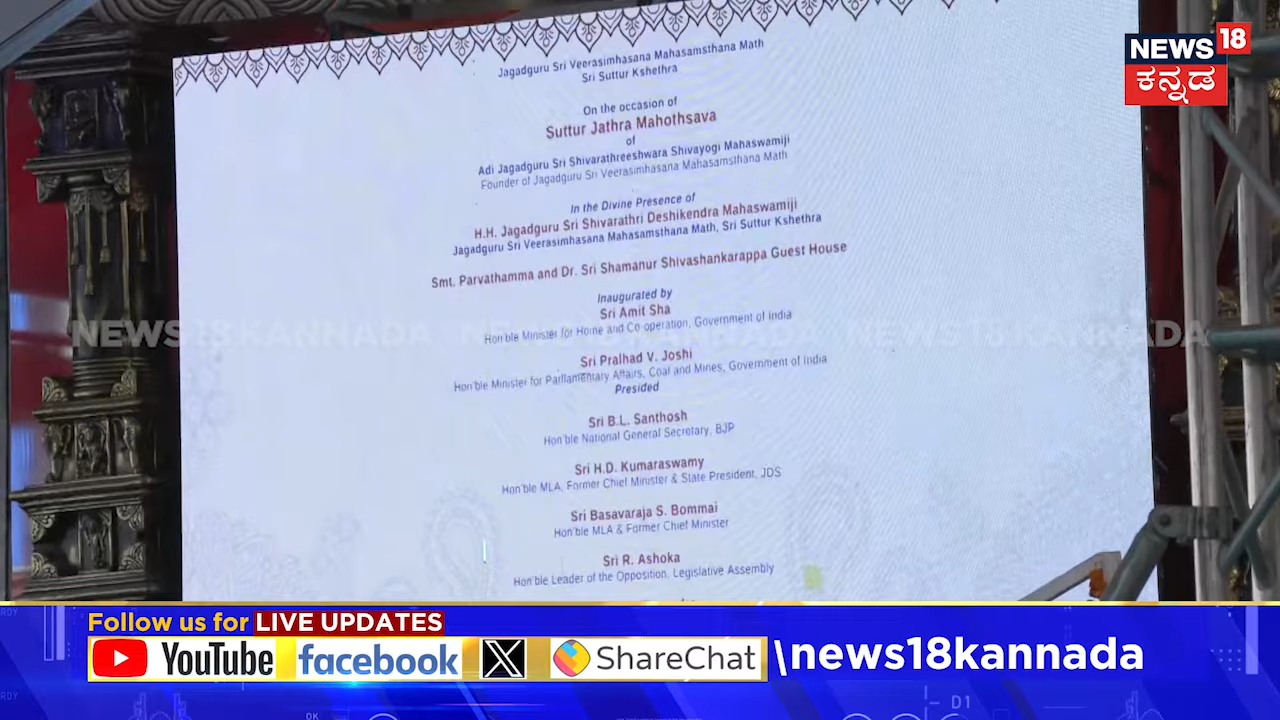 Jagadguru Sri Veerasimhasana Mahasamsthana Math
Sri Suttur Kshethra
On the occasion of
Suttur Jathra Mahothsava
of
Adi Jagadguru Sri Shivarathreeshwara Shivayogi Mahaswamiji
Founder of Jagadguru Sri Veerasimhasana Mahasamsthana Math
In the Divine Presence of
H.H. Jagadguru Sri Shivarathri Deshikendra Mahaswamiji
Jagadguru Sri Veerasimhasana Mahasamsthana Math, Sri Suttur Kshethra
Smt. Parvathamma and Dr. Sri Shamanur Shivashankarappa Guest House
Inaugurated by
Sri Amit Sha
Hon'ble Minister for Home and Co-operation, Government of India
Sri Pralhad V. Joshi
Hon'ble Minister for Parliamentary Affairs, Coal and Mines, Government of India
Presided
Sri B.L. Santhosh
Hon'ble National General Secretary, BJP
Sri H.D. Kumaraswamy
Hon'ble MLA, Former Chief Minister & State President, JDS
Sri Basavaraja S. Bommai
Hon'ble MLA & Former Chief Minister
Sri R. Ashoka
Hon'ble Leader of the Opposition, Legislative Assembly
NEWS 18
ಕನ್ನಡ
NEWS18KANNADA
Follow us for LIVE UPDATES
YouTube facebook X ShareChat \news18kannada
D1